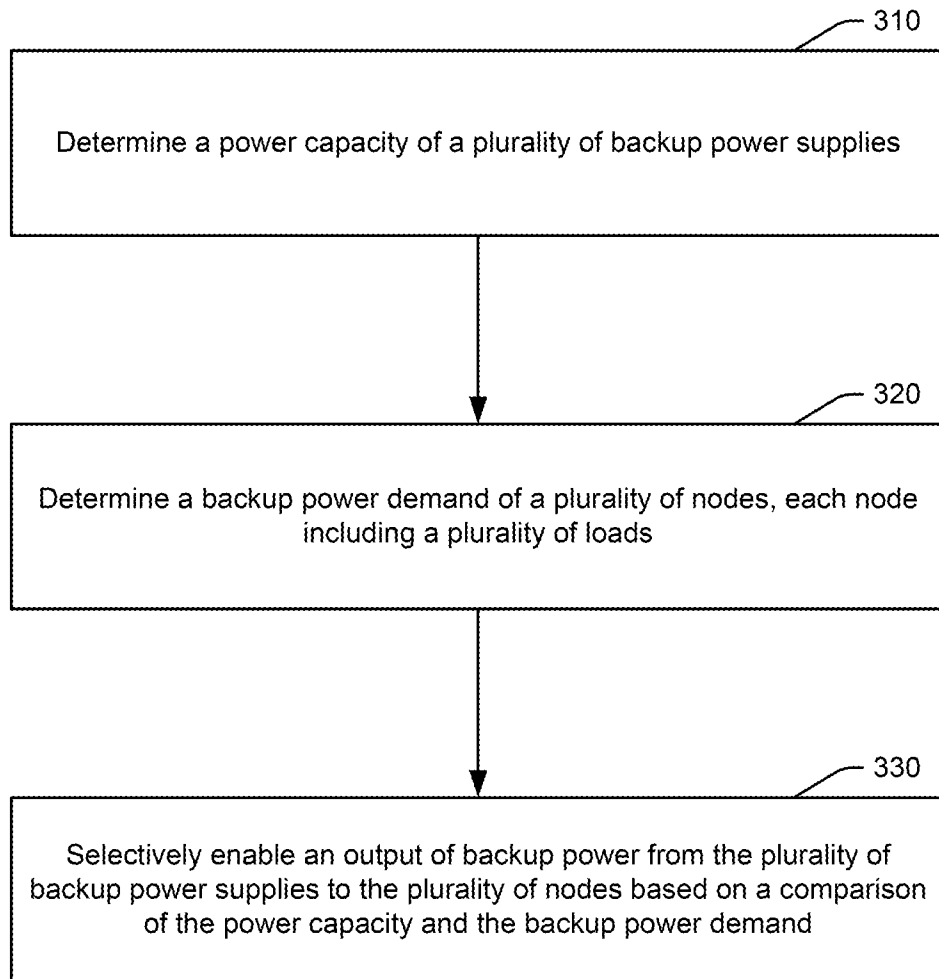 310
Determine a power capacity of a plurality of backup power supplies
320
Determine a backup power demand of a plurality of nodes, each node
including a plurality of loads
330
Selectively enable an output of backup power from the plurality of
backup power supplies to the plurality of nodes based on a comparison
of the power capacity and the backup power demand